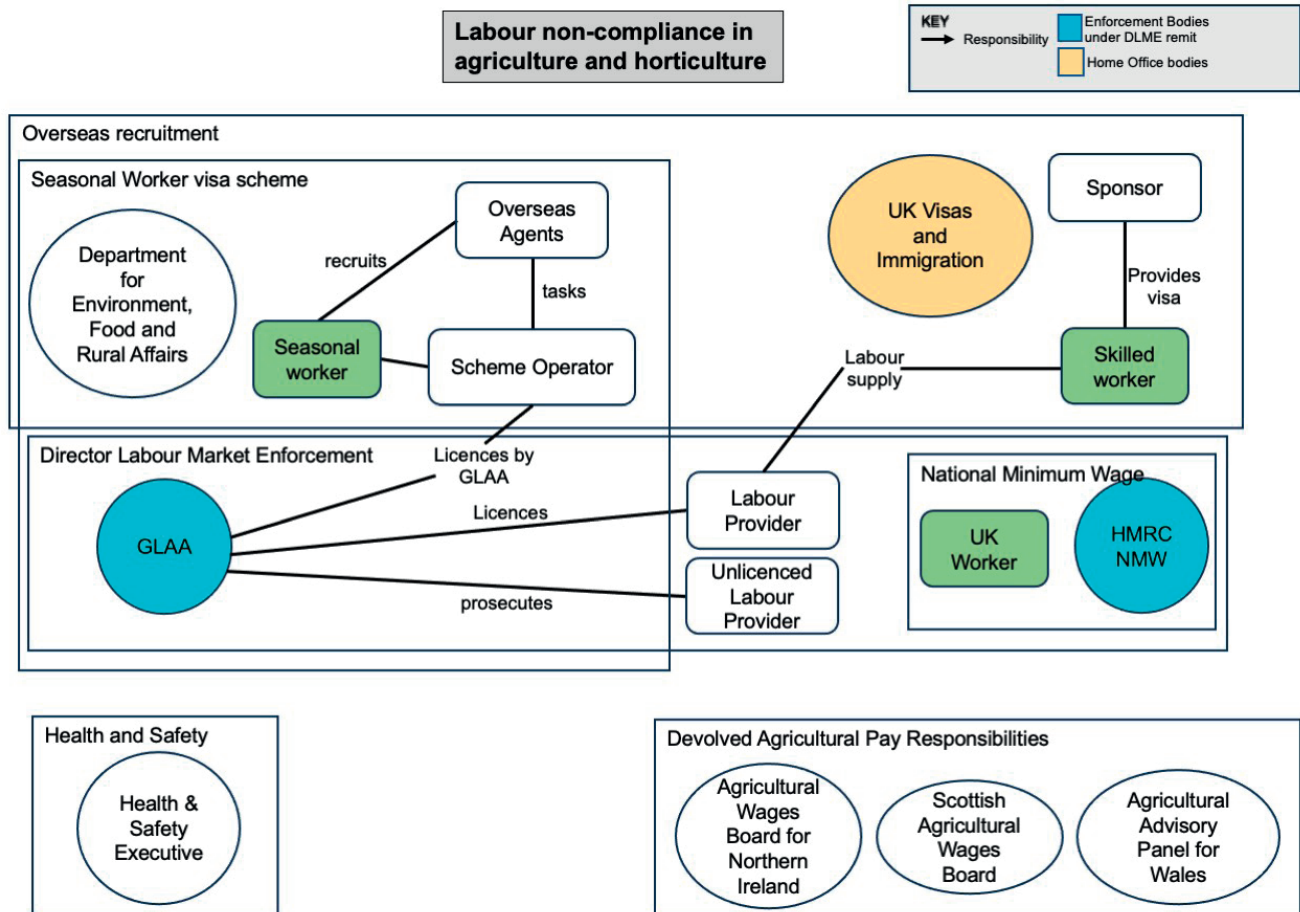 Labour non-compliance in
agriculture and horticulture
KEY
Responsibility
Enforcement Bodies
under DLME remit
Home Office bodies
Overseas recruitment
Seasonal Worker visa scheme
Department
for
Environment,
Food and
Rural Affairs
recruits
Overseas
Agents
tasks
Seasonal
worker
Scheme Operator
UK Visas
and
Immigration
Sponsor
Provides
visa
Labour
supply
Skilled
worker
Director Labour Market Enforcement
Licences by
GLAA
GLAA
Licences
prosecutes
Labour
Provider
Unlicenced
Labour
Provider
National Minimum Wage
UK
Worker
HMRC
NMW
Health and Safety
Health &
Safety
Executive
Devolved Agricultural Pay Responsibilities
Agricultural
Wages
Board for
Northern
Ireland
Scottish
Agricultural
Wages
Board
Agricultural
Advisory
Panel for
Wales